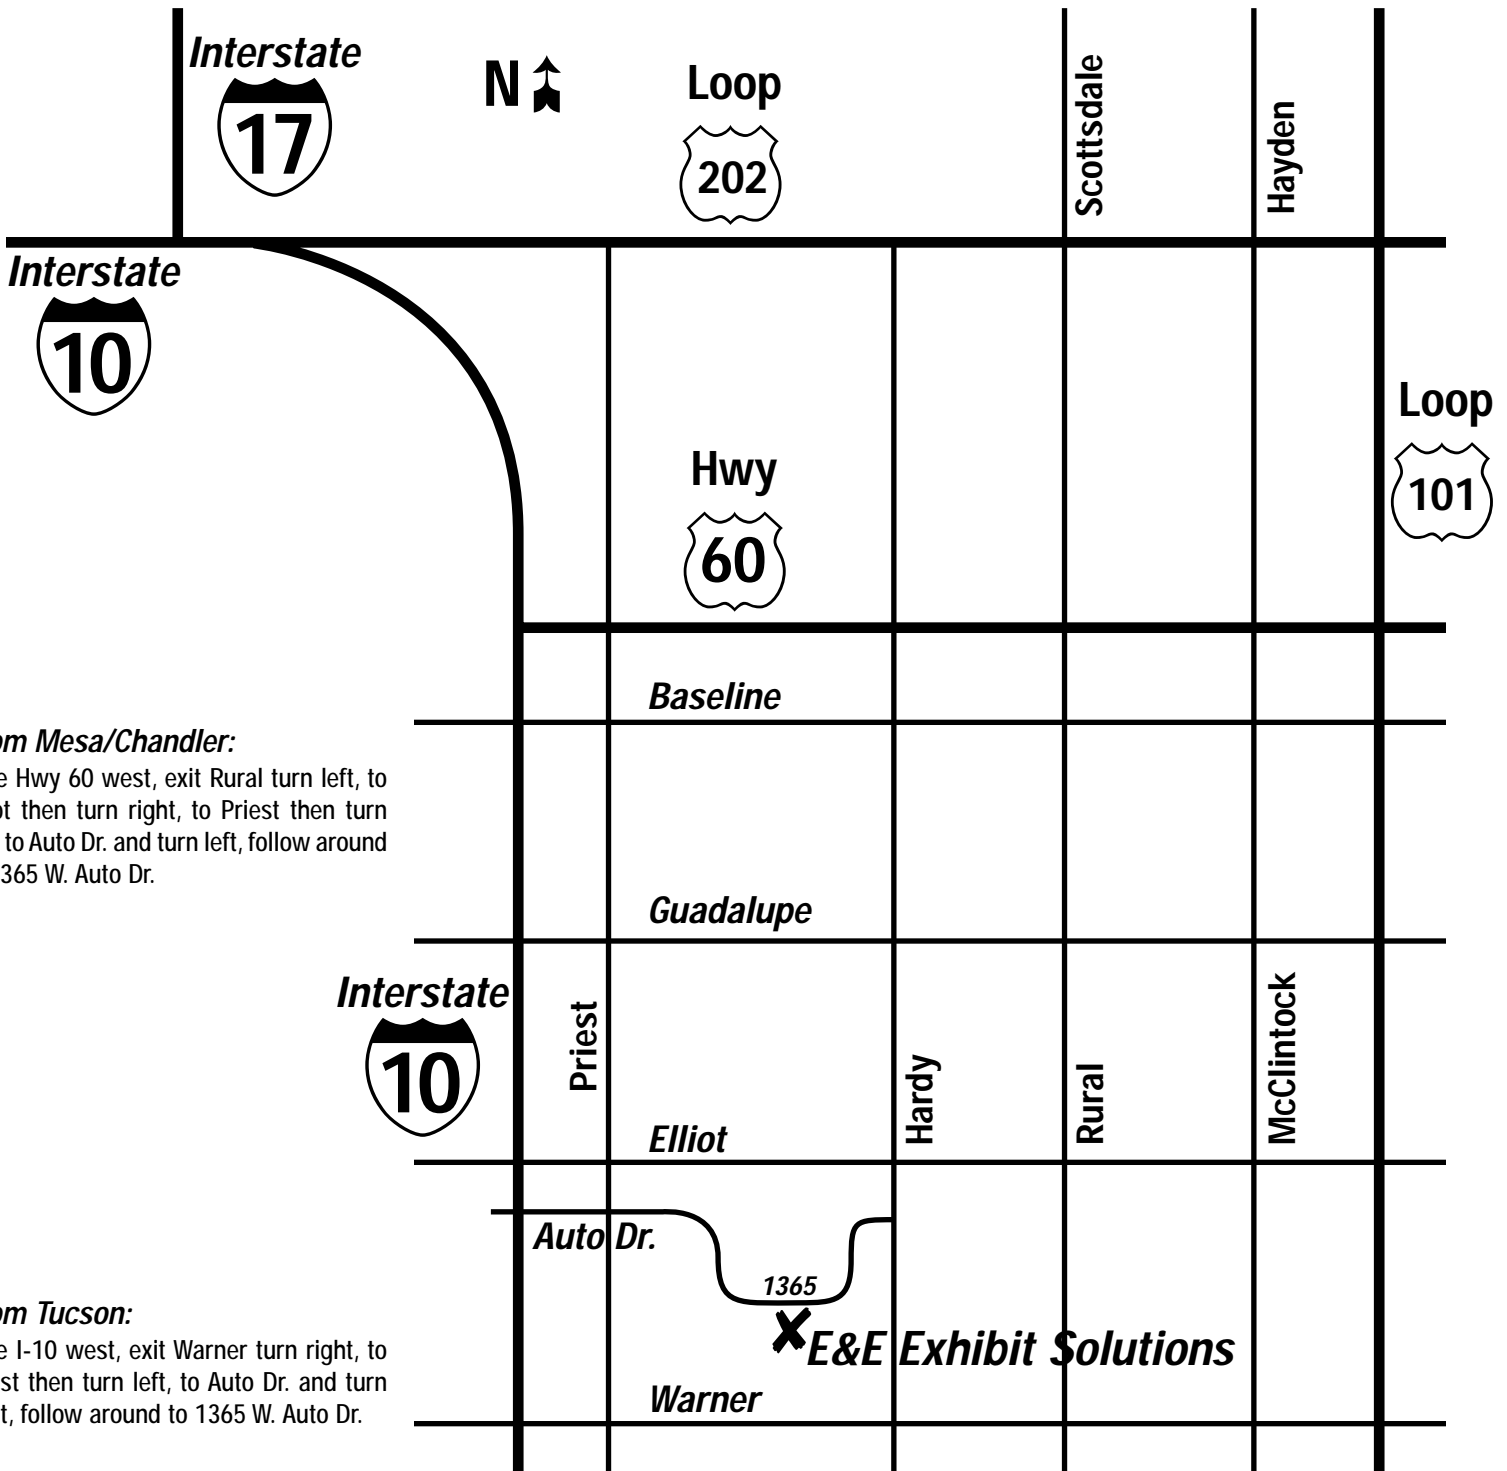 Interstate
17
N
Loop
202
Scottsdale
Hayden
Interstate
10
Loop
101
Hwy
60
Baseline
om Mesa/Chandler:
e Hwy 60 west, exit Rural turn left, to
ot then turn right, to Priest then turn
to Auto Dr. and turn left, follow around
365 W. Auto Dr.
Guadalupe
Interstate
10
Priest
Hardy
Rural
McClintock
Elliot
Auto Dr.
1365
E&E Exhibit Solutions
om Tucson:
e I-10 west, exit Warner turn right, to
st then turn left, to Auto Dr. and turn
t, follow around to 1365 W. Auto Dr.
Warner